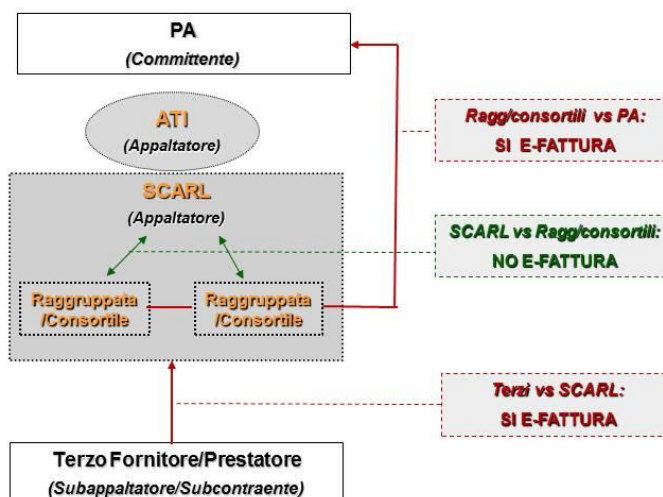 PA
(Committente)
ATI
(Appaltatore)
Ragg/consortili vs PA:
SI E-FATTURA
SCARL
(Appaltatore)
SCARL vs Ragg/consortili:
NO E-FATTURA
Raggruppata
/Consortile
Raggruppata
/Consortile
Terzi vs SCARL:
SI E-FATTURA
Terzo Fornitore/Prestatore
(Subappaltatore/Subcontraente)